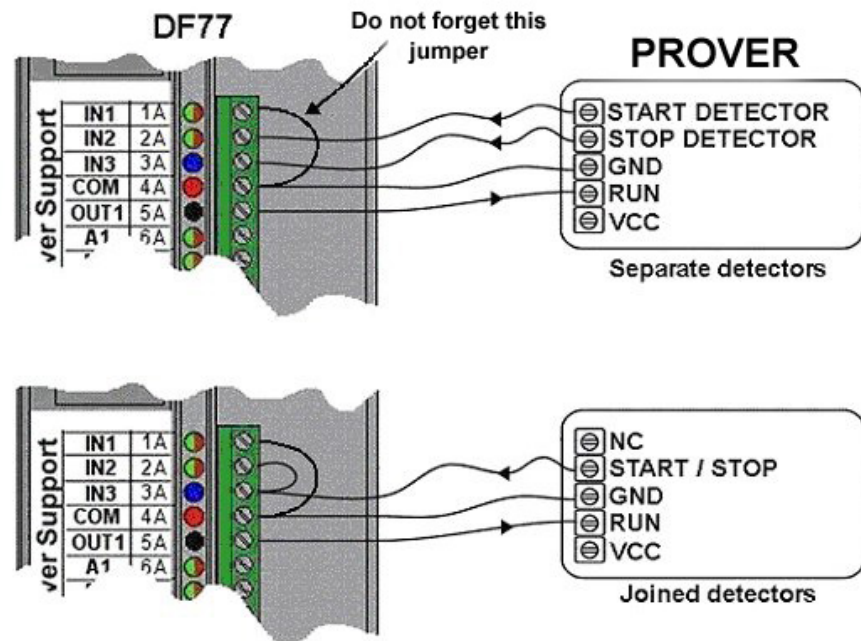 DF77
Do not forget this
jumper
PROVER
ver Support
IN1 1A
IN2 2A
IN3 3A
COM 4A
OUT1 5A
A1 6A
START DETECTOR
STOP DETECTOR
GND
RUN
VCC
Separate detectors
ver Support
IN1 1A
IN2 2A
IN3 3A
COM 4A
OUT1 5A
A1 6A
NC
START / STOP
GND
RUN
VCC
Joined detectors